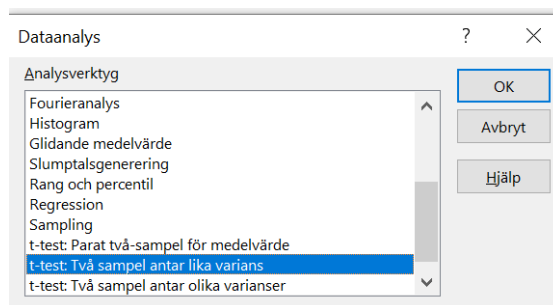 Dataanalys
?
Analysverktyg
Fourieranalys
Histogram
Glidande medelvärde
Slumptalsgenerering
Rang och percentil
Regression
Sampling
t-test: Parat två-sampel för medelvärde
t-test: Två sampel antar lika varians
t-test: Två sampel antar olika varianser
OK
Avbryt
Hjälp